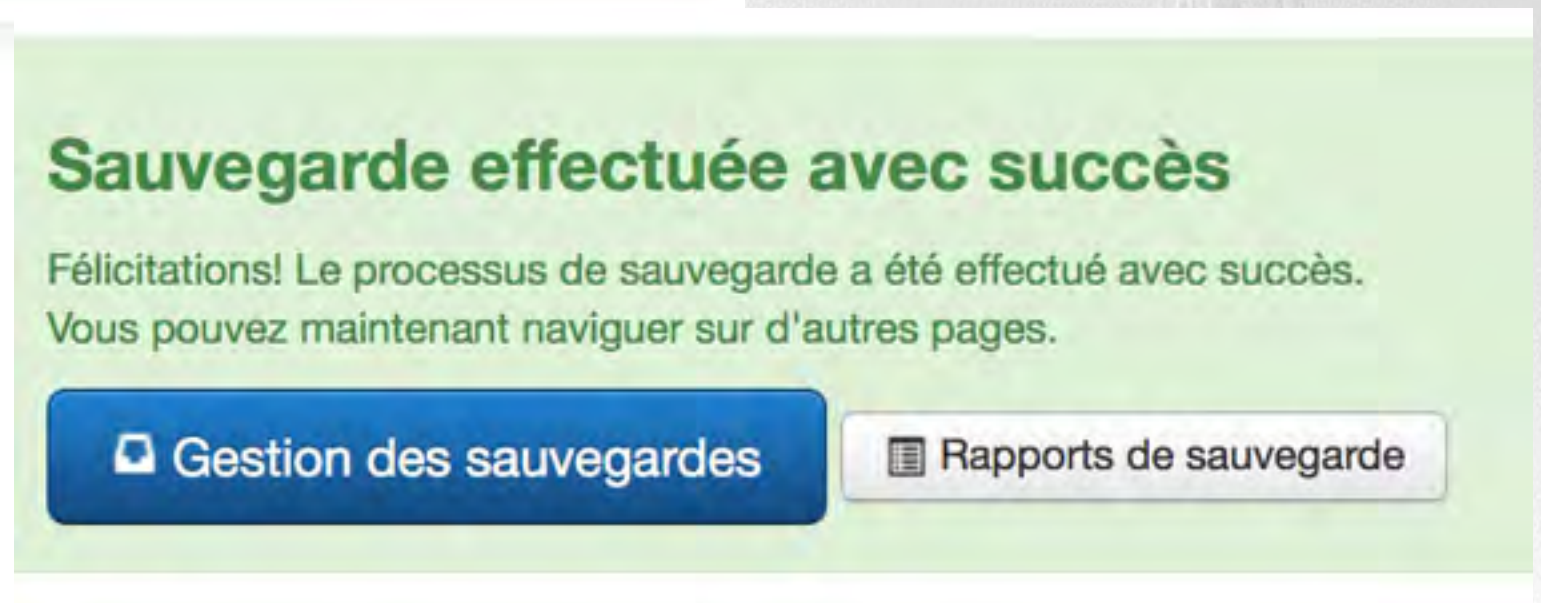 Sauvegarde effectuée avec succès
Félicitations! Le processus de sauvegarde a été effectué avec succès.
Vous pouvez maintenant naviguer sur d'autres pages.
Gestion des sauvegardes
Rapports de sauvegarde